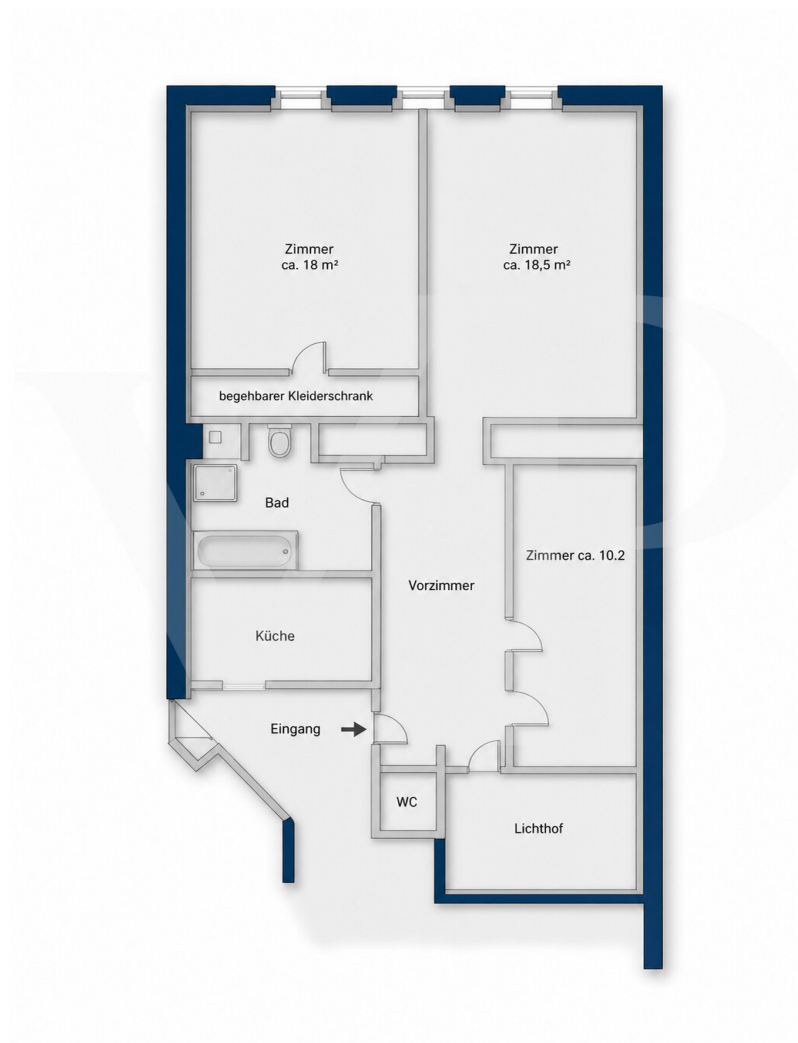 Zimmer
ca. 18 m²
Zimmer
ca. 18,5 m²
begehbarer Kleiderschrank
Bad
Zimmer ca. 10.2
Vorzimmer
Küche
Eingang
WC
Lichthof